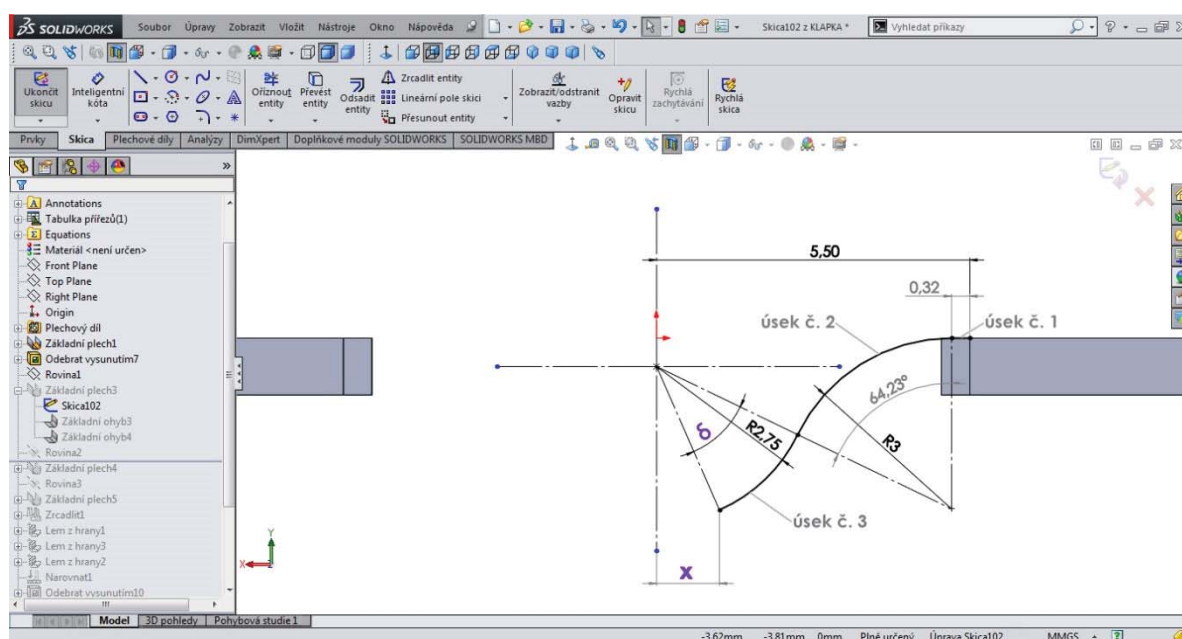 SOLIDWORKS Soubor Úpravy Zobrazit Vložit Nástroje Okno Nápověda Skica102 z KLAPKA * Vyhledat příkazy
Ukončit skicu
Inteligentní kóta
Oříznout entity
Převést entity
Odsadit entity
Zrcadlit entity
Lineární pole skici
Přesunout entity
Zobrazit/odstranit vazby
Opravit skicu
Rychlá zachytávání
Rychlá skica
Prvky Skica Plechové díly Analýzy DimXpert Doplňkové moduly SOLIDWORKS SOLIDWORKS MBD
Annotations
Tabulka přířezů(1)
Equations
Materiál <není určen>
Front Plane
Top Plane
Right Plane
Origin
Plechový díl
Základní plech1
Odebrat vysunutím7
Rovina1
Základní plech3
Skica102
Základní ohyb3
Základní ohyb4
Rovina2
Základní plech4
Rovina3
Základní plech5
Zrcadlit1
Lem z hrany1
Lem z hrany3
Lem z hrany2
Narovnat1
Odebrat vysunutím10
5,50
0,32
úsek č. 2
úsek č. 1
64,23°
δ
R2,75
R3
úsek č. 3
x
Y
X
Model 3D pohledy Pohybová studie 1
-3.62mm -3.81mm 0mm Plně určený Úprava Skica102 MMGS